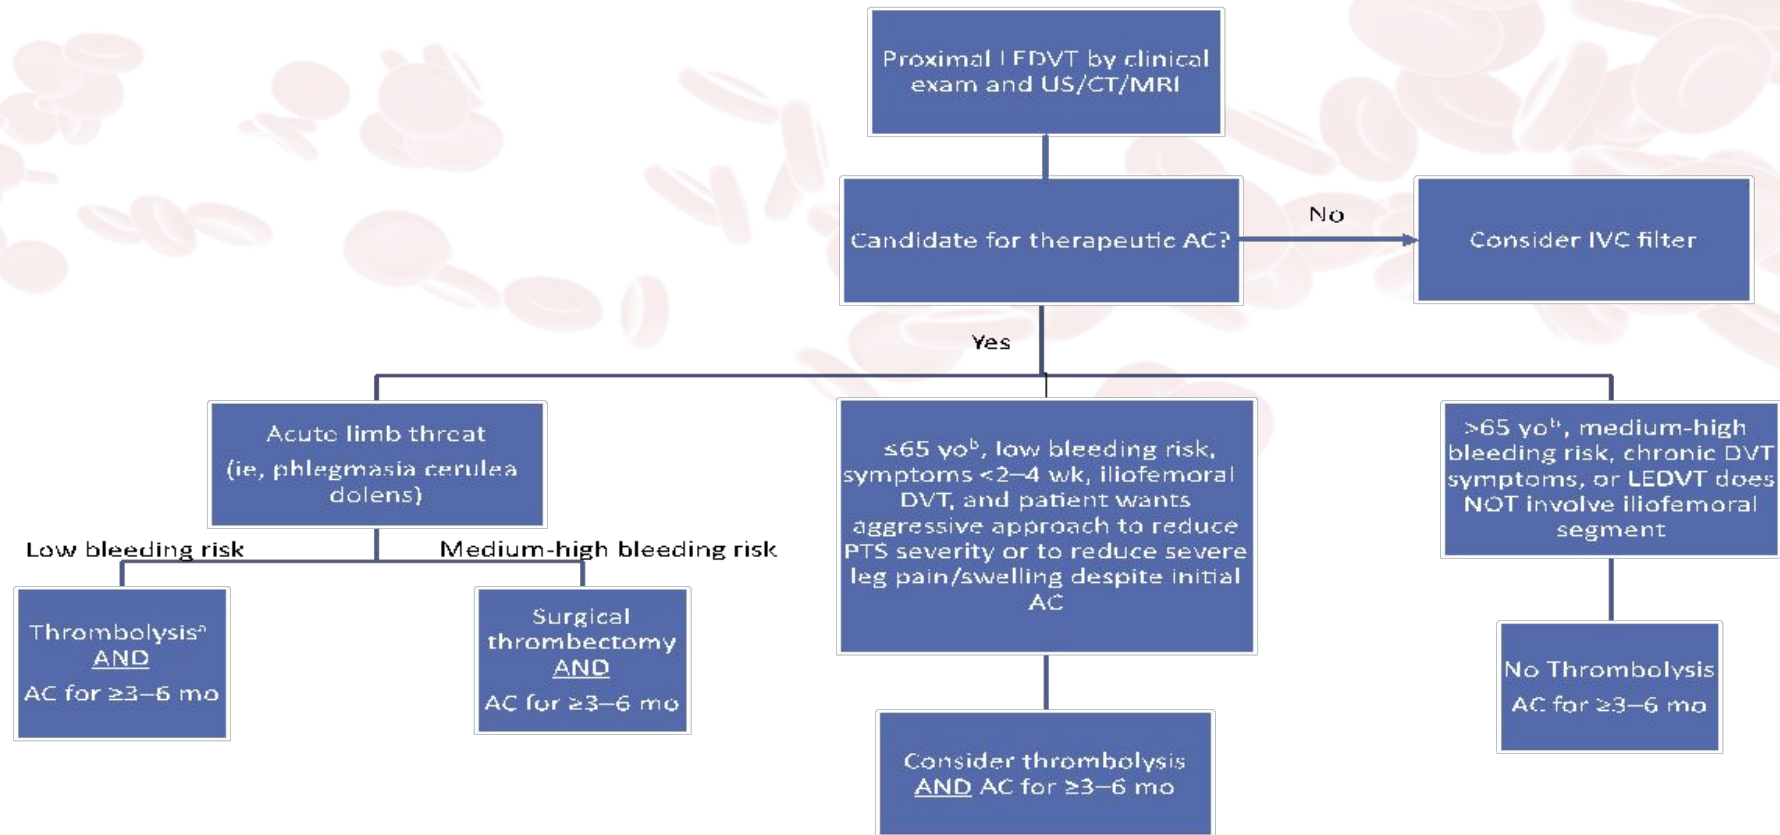 Proximal LEDVT by clinical
exam and US/CT/MRI
Candidate for therapeutic AC?
No
Consider IVC filter
Yes
Acute limb threat
(ie, phlegmasia cerulea
dolens)
Low bleeding risk
Medium-high bleeding risk
Thrombolysisᵃ
AND
AC for ≥3–6 mo
Surgical
thrombectomy
AND
AC for ≥3–6 mo
≤65 yoᵇ, low bleeding risk,
symptoms <2–4 wk, iliofemoral
DVT, and patient wants
aggressive approach to reduce
PTS severity or to reduce severe
leg pain/swelling despite initial
AC
Consider thrombolysis
AND AC for ≥3–6 mo
>65 yoᵇ, medium-high
bleeding risk, chronic DVT
symptoms, or LEDVT does
NOT involve iliofemoral
segment
No Thrombolysis
AC for ≥3–6 mo